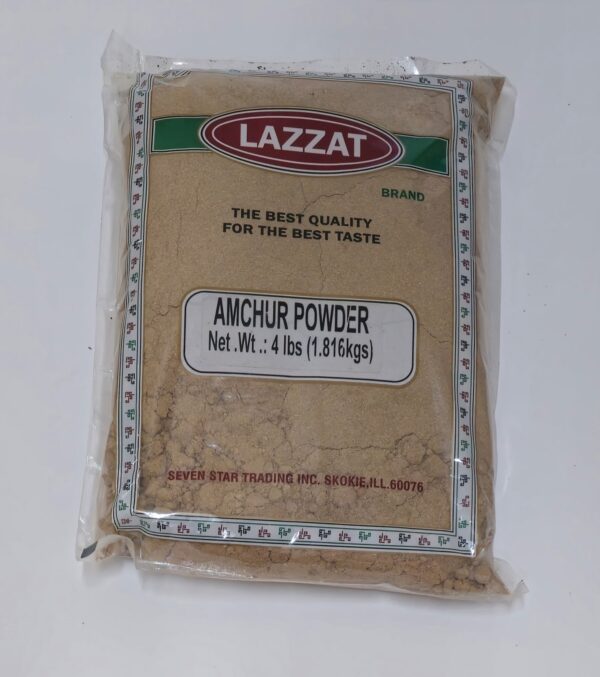 LAZZAT
BRAND
THE BEST QUALITY
FOR THE BEST TASTE
AMCHUR POWDER
Net .Wt .: 4 lbs (1.816kgs)
SEVEN STAR TRADING INC. SKOKIE,ILL.60076